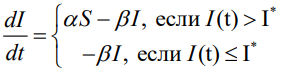 dI/dt = { αS − βI, если I(t) > I*
−βI, если I(t) ≤ I*